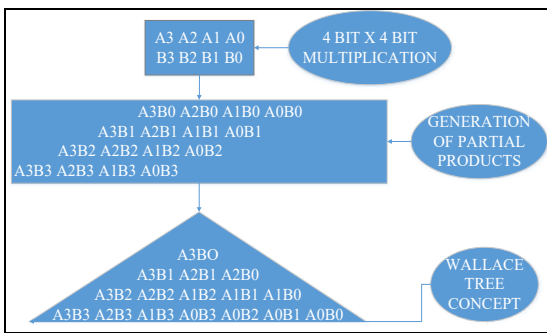 A3 A2 A1 A0
B3 B2 B1 B0
4 BIT X 4 BIT
MULTIPLICATION
A3B0 A2B0 A1B0 A0B0
A3B1 A2B1 A1B1 A0B1
A3B2 A2B2 A1B2 A0B2
A3B3 A2B3 A1B3 A0B3
GENERATION
OF PARTIAL
PRODUCTS
A3BO
A3B1 A2B1 A2B0
A3B2 A2B2 A1B2 A1B1 A1B0
A3B3 A2B3 A1B3 A0B3 A0B2 A0B1 A0B0
WALLACE
TREE
CONCEPT